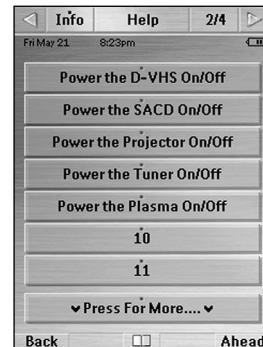 Info Help 2/4
Fri May 21 8:23pm
Power the D-VHS On/Off
Power the SACD On/Off
Power the Projector On/Off
Power the Tuner On/Off
Power the Plasma On/Off
10
11
Press For More....
Back Ahead